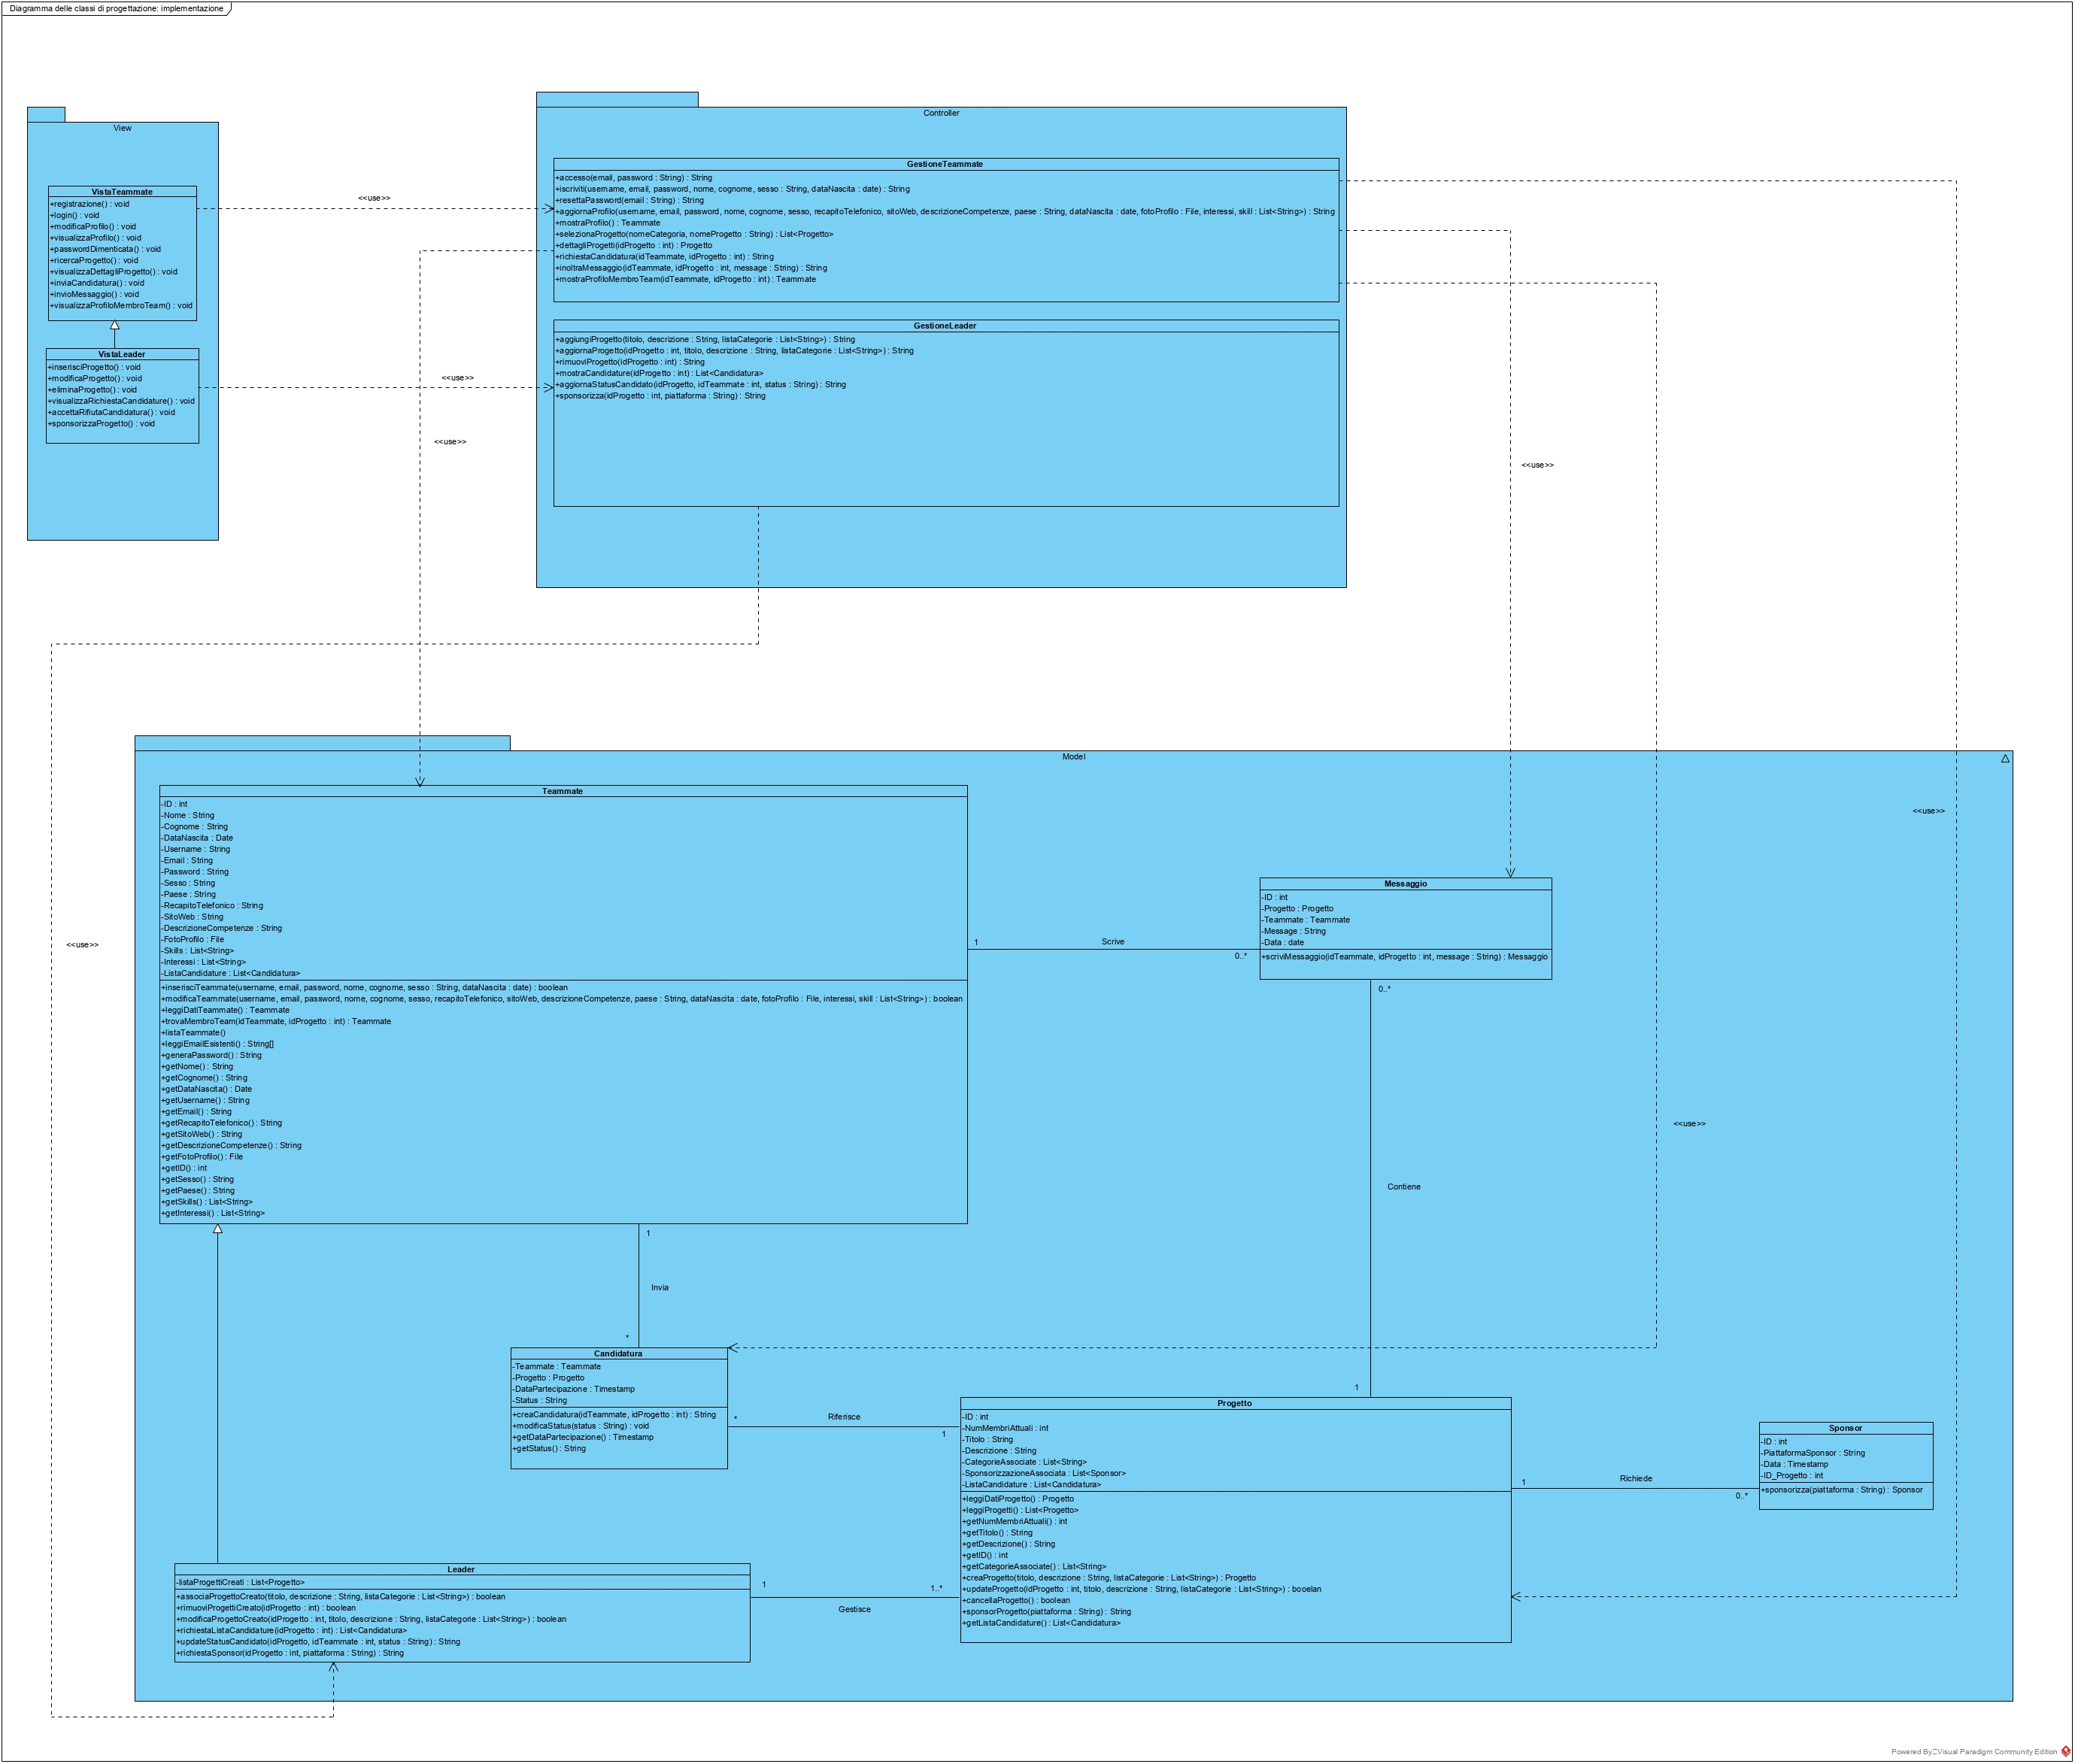 Diagramma delle classi di progettazione: implementazione
View
VistaTeammate
+registrazione() : void
+login() : void
+modificaProfilo() : void
+visualizzaProfilo() : void
+passwordDimenticata() : void
+ricercaProgetto() : void
+visualizzaDettagliProgetto() : void
+inviaCandidatura() : void
+invioMessaggio() : void
+visualizzaProfiloMembroTeam() : void
VistaLeader
+inserisciProgetto() : void
+modificaProgetto() : void
+eliminaProgetto() : void
+visualizzaRichiestaCandidature() : void
+accettaRifiutaCandidatura() : void
+sponsorizzaProgetto() : void
<<use>>
<<use>>
<<use>>
Controller
GestioneTeammate
+accesso(email, password : String) : String
+iscriviti(username, email, password, nome, cognome, sesso : String, dataNascita : date) : String
+resettaPassword(email : String) : String
+aggiornaProfilo(username, email, password, nome, cognome, sesso, recapitoTelefonico, sitoWeb, descrizioneCompetenze, paese : String, dataNascita : date, fotoProfilo : File, interessi, skill : List<String>) : String
+mostraProfilo() : Teammate
+selezionaProgetto(nomeCategoria, nomeProgetto : String) : List<Progetto>
+dettagliProgetti(idProgetto : int) : Progetto
+richiestaCandidatura(idTeammate, idProgetto : int) : String
+inoltraMessaggio(idTeammate, idProgetto : int, message : String) : String
+mostraProfiloMembroTeam(idTeammate, idProgetto : int) : Teammate
GestioneLeader
+aggiungiProgetto(titolo, descrizione : String, listaCategorie : List<String>) : String
+aggiornaProgetto(idProgetto : int, titolo, descrizione : String, listaCategorie : List<String>) : String
+rimuoviProgetto(idProgetto : int) : String
+mostraCandidature(idProgetto : int) : List<Candidatura>
+aggiornaStatusCandidato(idProgetto, idTeammate : int, status : String) : String
+sponsorizza(idProgetto : int, piattaforma : String) : String
<<use>>
<<use>>
<<use>>
<<use>>
Model
Teammate
-ID : int
-Nome : String
-Cognome : String
-DataNascita : Date
-Username : String
-Email : String
-Password : String
-Sesso : String
-Paese : String
-RecapitoTelefonico : String
-SitoWeb : String
-DescrizioneCompetenze : String
-FotoProfilo : File
-Skills : List<String>
-Interessi : List<String>
-ListaCandidature : List<Candidatura>
+inserisciTeammate(username, email, password, nome, cognome, sesso : String, dataNascita : date) : boolean
+modificaTeammate(username, email, password, nome, cognome, sesso, recapitoTelefonico, sitoWeb, descrizioneCompetenze, paese : String, dataNascita : date, fotoProfilo : File, interessi, skill : List<String>) : boolean
+leggiDatiTeammate() : Teammate
+trovaMembroTeam(idTeammate, idProgetto : int) : Teammate
+listaTeammate()
+leggiEmailEsistenti() : String[]
+generaPassword() : String
+getNome() : String
+getCognome() : String
+getDataNascita() : Date
+getUsername() : String
+getEmail() : String
+getRecapitoTelefonico() : String
+getSitoWeb() : String
+getDescrizioneCompetenze() : String
+getFotoProfilo() : File
+getID() : int
+getSesso() : String
+getPaese() : String
+getSkills() : List<String>
+getInteressi() : List<String>
1
Scrive
0..*
Messaggio
-ID : int
-Progetto : Progetto
-Teammate : Teammate
-Message : String
-Data : date
+scriviMessaggio(idTeammate, idProgetto : int, message : String) : Messaggio
0..*
Contiene
1
1
Invia
*
Candidatura
-Teammate : Teammate
-Progetto : Progetto
-DataPartecipazione : Timestamp
-Status : String
+creaCandidatura(idTeammate, idProgetto : int) : String
+modificaStatus(status : String) : void
+getDataPartecipazione() : Timestamp
+getStatus() : String
*
Riferisce
1
Progetto
-ID : int
-NumMembriAttuali : int
-Titolo : String
-Descrizione : String
-CategorieAssociate : List<String>
-SponsorizzazioneAssociata : List<Sponsor>
-ListaCandidature : List<Candidatura>
+leggiDatiProgetto() : Progetto
+leggiProgetti() : List<Progetto>
+getNumMembriAttuali() : int
+getTitolo() : String
+getDescrizione() : String
+getID() : int
+getCategorieAssociate() : List<String>
+creaProgetto(titolo, descrizione : String, listaCategorie : List<String>) : Progetto
+updateProgetto(idProgetto : int, titolo, descrizione : String, listaCategorie : List<String>) : booelan
+cancellaProgetto() : boolean
+sponsorProgetto(piattaforma : String) : String
+getListaCandidature() : List<Candidatura>
1
Richiede
0..*
Sponsor
-ID : int
-PiattaformaSponsor : String
-Data : Timestamp
-ID_Progetto : int
+sponsorizza(piattaforma : String) : Sponsor
Leader
-listaProgettiCreati : List<Progetto>
+associaProgettoCreato(titolo, descrizione : String, listaCategorie : List<String>) : boolean
+rimuoviProgettiCreato(idProgetto : int) : boolean
+modificaProgettoCreato(idProgetto : int, titolo, descrizione : String, listaCategorie : List<String>) : boolean
+richiestaListaCandidature(idProgetto : int) : List<Candidatura>
+updateStatusCandidato(idProgetto, idTeammate : int, status : String) : String
+richiestaSponsor(idProgetto : int, piattaforma : String) : String
1
1..*
Gestisce
Powered By Visual Paradigm Community Edition